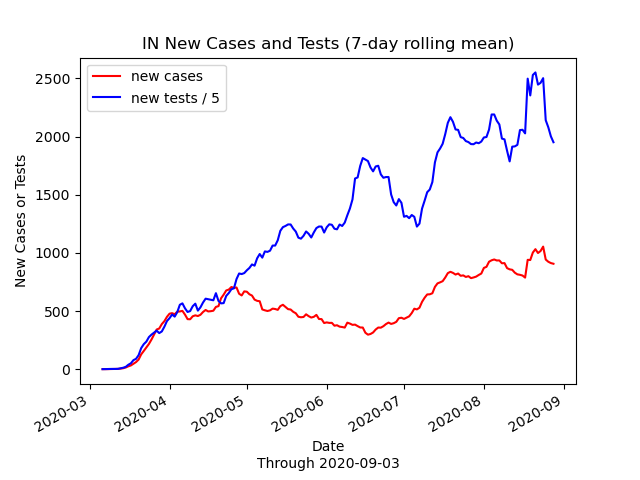 IN New Cases and Tests (7-day rolling mean)
new cases
new tests / 5
New Cases or Tests
2500
2000
1500
1000
500
0
2020-03
2020-04
2020-05
2020-06
2020-07
2020-08
2020-09
Date
Through 2020-09-03